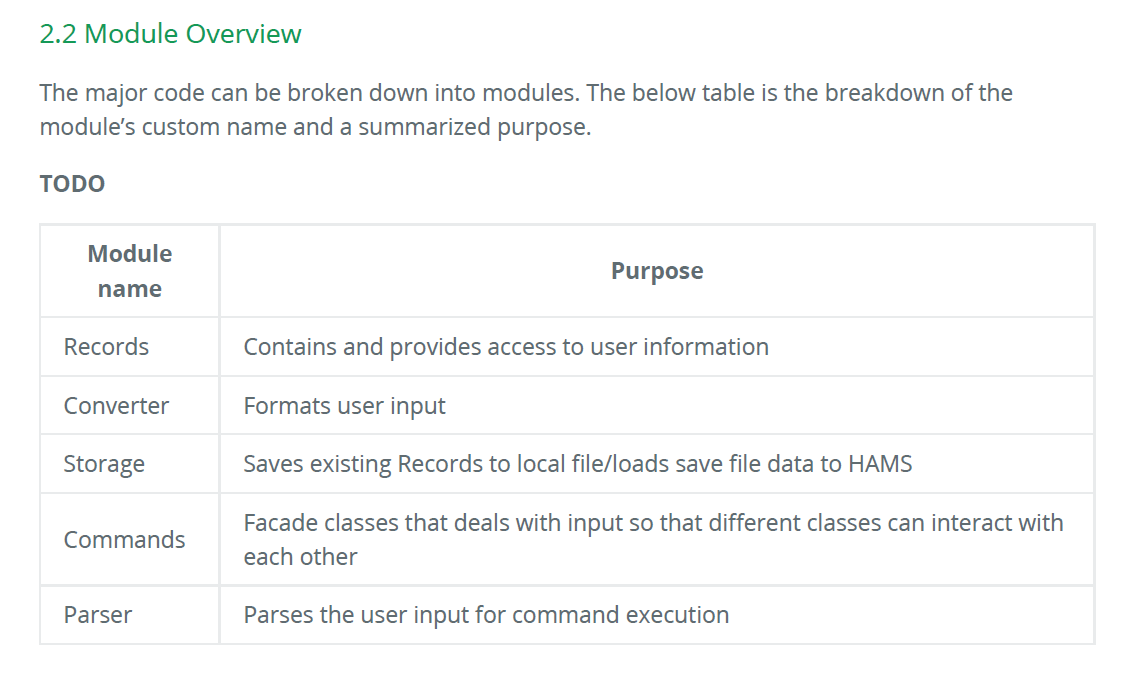 2.2 Module Overview
The major code can be broken down into modules. The below table is the breakdown of the
module’s custom name and a summarized purpose.
TODO
Module
name
Purpose
Records
Contains and provides access to user information
Converter
Formats user input
Storage
Saves existing Records to local file/loads save file data to HAMS
Commands
Facade classes that deals with input so that different classes can interact with
each other
Parser
Parses the user input for command execution